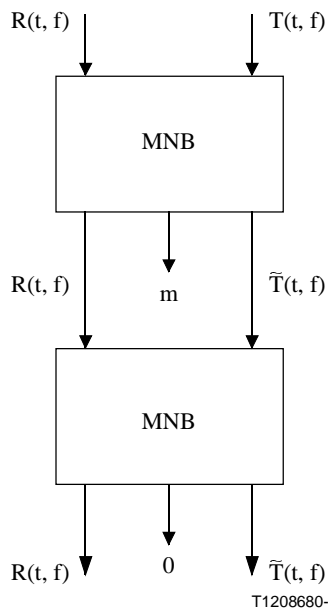 R(t, f) T(t, f)
MNB
R(t, f) m T̃(t, f)
MNB
R(t, f) 0 T̃(t, f)
T1208680-